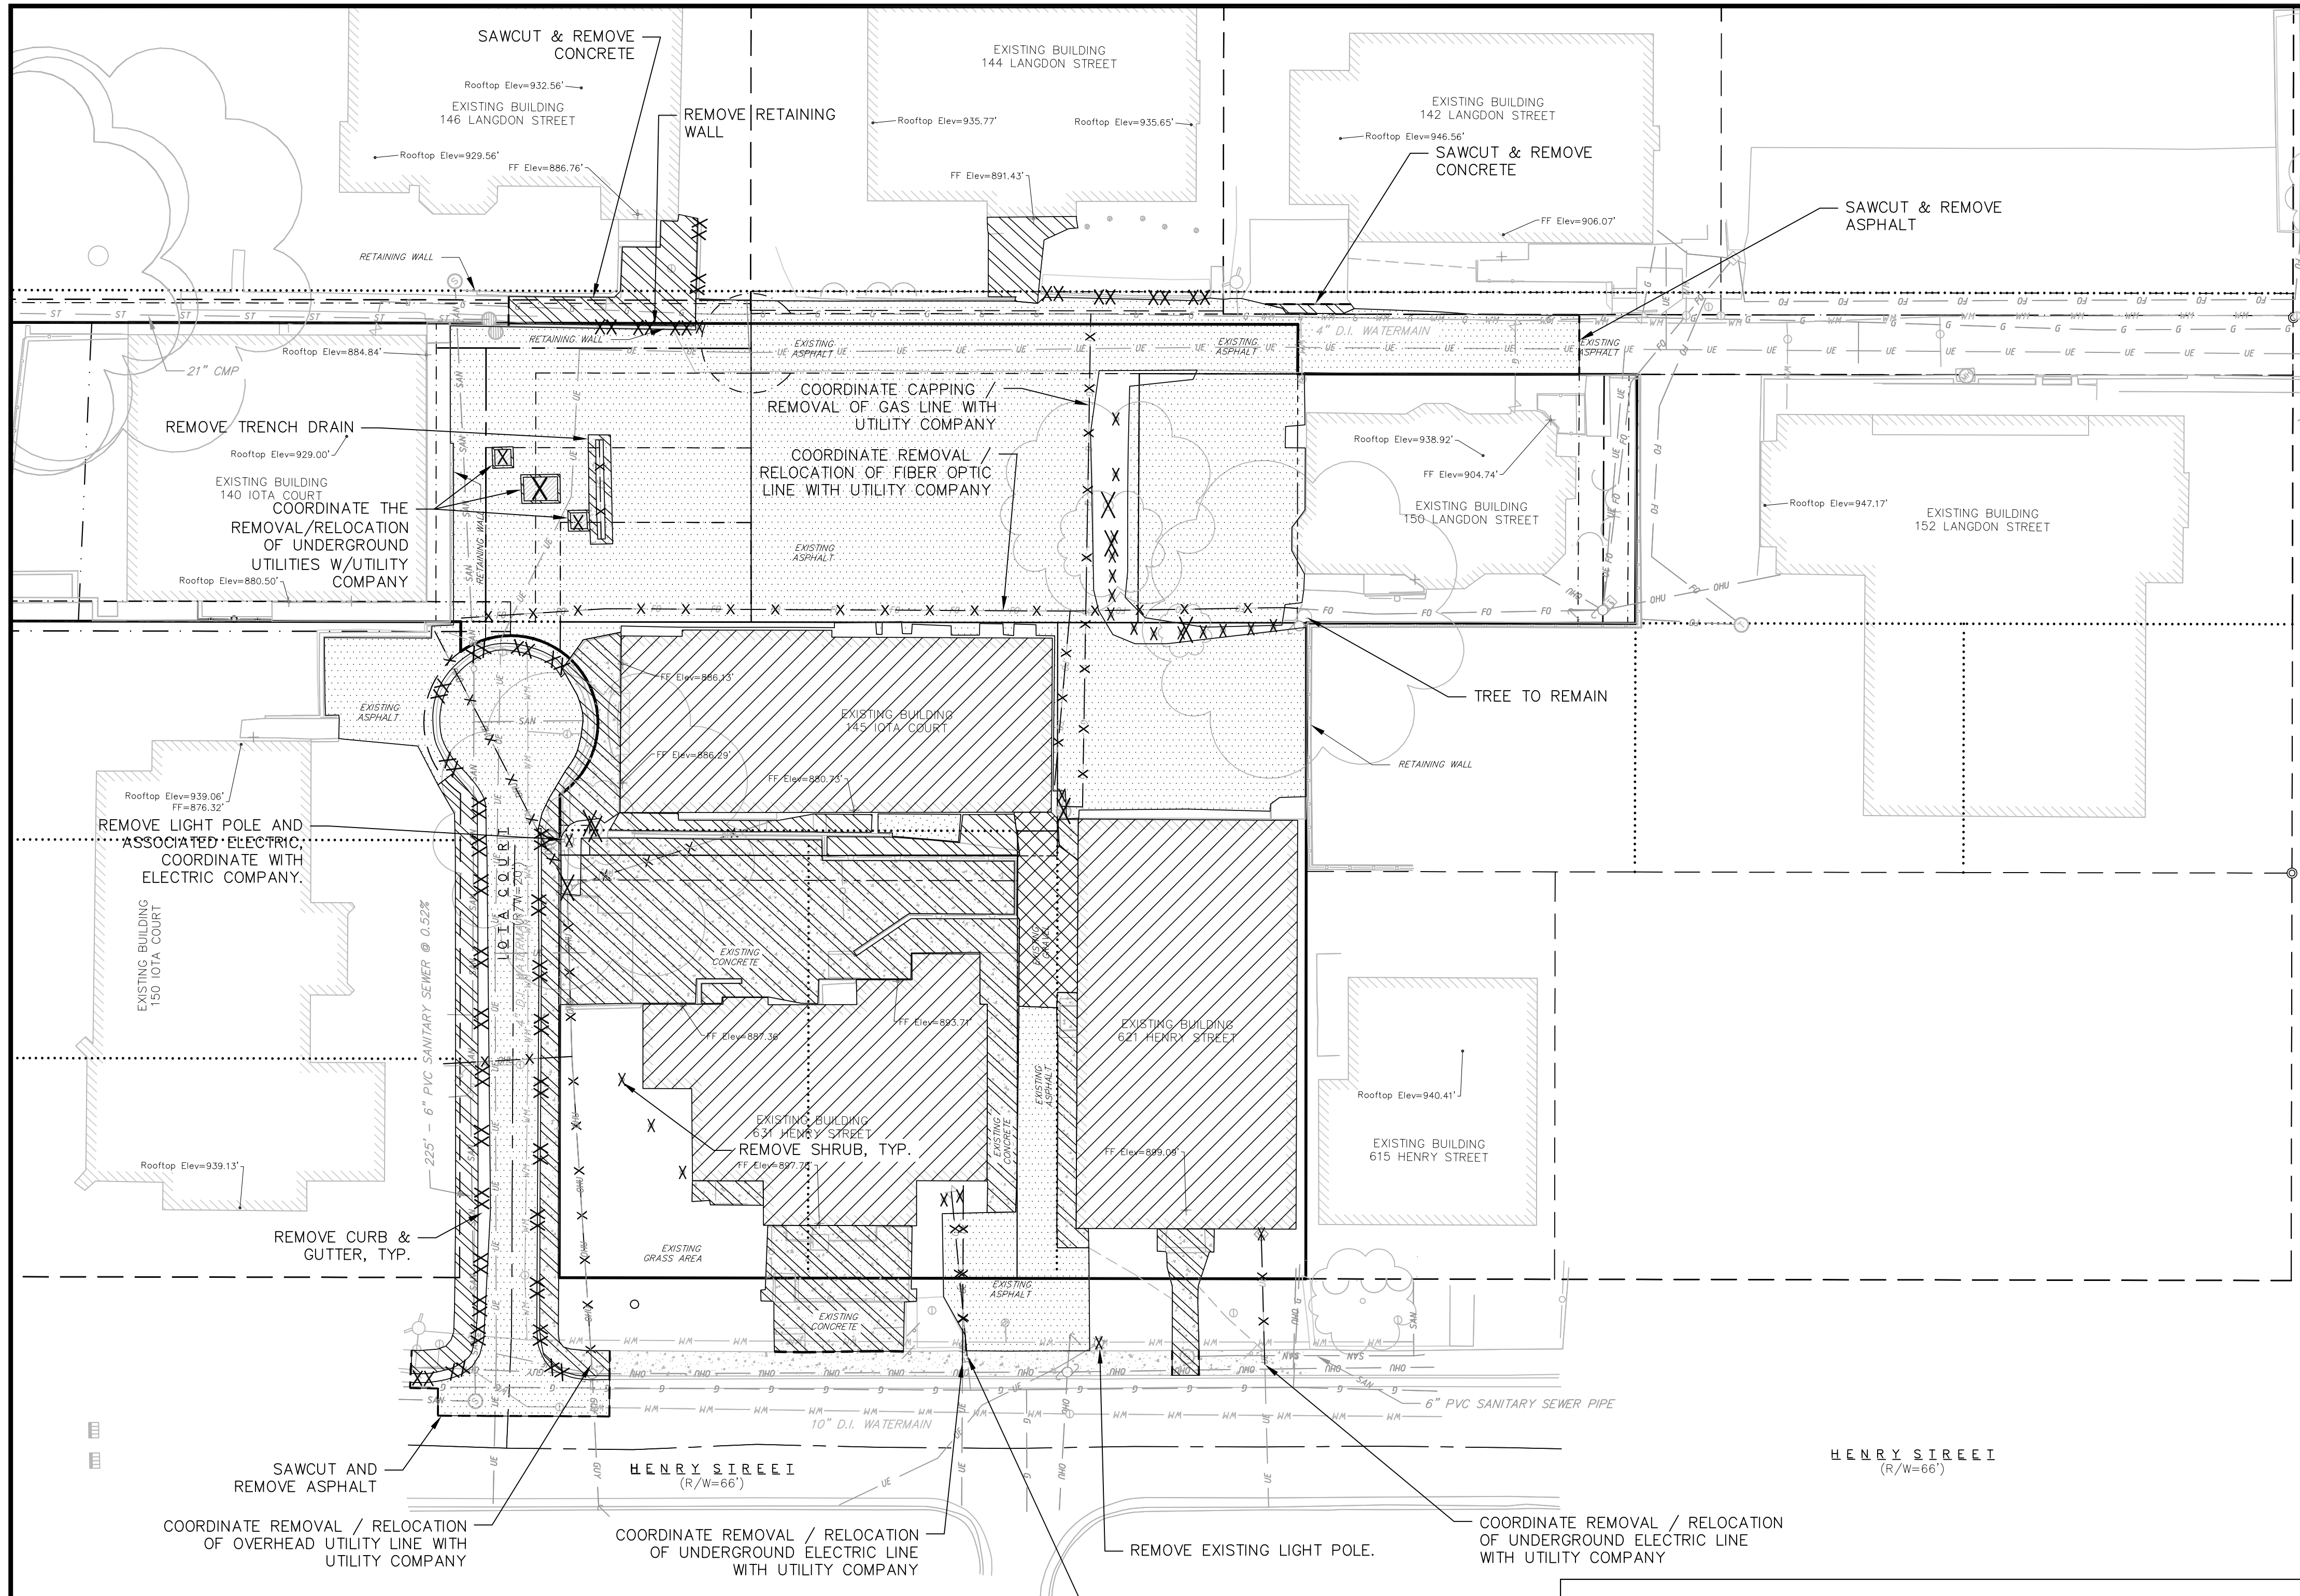 SAWCUT & REMOVE
CONCRETE
EXISTING BUILDING
144 LANGDON STREET
Rooftop Elev=932.56'
EXISTING BUILDING
146 LANGDON STREET
REMOVE RETAINING
WALL
Rooftop Elev=935.77'
Rooftop Elev=935.65'
EXISTING BUILDING
142 LANGDON STREET
Rooftop Elev=946.56'
SAWCUT & REMOVE
CONCRETE
Rooftop Elev=929.56'
FF Elev=886.76'
FF Elev=891.43'
FF Elev=906.07'
SAWCUT & REMOVE
ASPHALT
RETAINING WALL
4" D.I. WATERMAIN
RETAINING WALL
EXISTING
ASPHALT
EXISTING
ASPHALT
EXISTING
ASPHALT
Rooftop Elev=884.84'
21" CMP
COORDINATE CAPPING /
REMOVAL OF GAS LINE WITH
UTILITY COMPANY
REMOVE TRENCH DRAIN
Rooftop Elev=929.00'
EXISTING BUILDING
140 IOTA COURT
COORDINATE THE
REMOVAL/RELOCATION
OF UNDERGROUND
UTILITIES W/UTILITY
COMPANY
Rooftop Elev=880.50'
RETAINING WALL
COORDINATE REMOVAL /
RELOCATION OF FIBER OPTIC
LINE WITH UTILITY COMPANY
EXISTING
ASPHALT
Rooftop Elev=938.92'
FF Elev=904.74'
EXISTING BUILDING
150 LANGDON STREET
Rooftop Elev=947.17'
EXISTING BUILDING
152 LANGDON STREET
FF Elev=886.13'
EXISTING
ASPHALT
EXISTING BUILDING
145 IOTA COURT
TREE TO REMAIN
FF Elev=886.29'
FF Elev=880.73'
RETAINING WALL
Rooftop Elev=939.06'
FF=876.32'
REMOVE LIGHT POLE AND
ASSOCIATED ELECTRIC,
COORDINATE WITH
ELECTRIC COMPANY.
IOTA COURT
(R/W=20')
4" D.I. WATERMAIN
EXISTING BUILDING
150 IOTA COURT
225' - 6" PVC SANITARY SEWER @ 0.52%
EXISTING
CONCRETE
EXISTING
GRAVEL
FF Elev=887.36'
FF Elev=893.71'
EXISTING BUILDING
621 HENRY STREET
EXISTING
ASPHALT
EXISTING
CONCRETE
EXISTING BUILDING
631 HENRY STREET
REMOVE SHRUB, TYP.
FF Elev=899.09'
Rooftop Elev=940.41'
EXISTING BUILDING
615 HENRY STREET
Rooftop Elev=939.13'
REMOVE CURB &
GUTTER, TYP.
EXISTING
GRASS AREA
EXISTING
ASPHALT
EXISTING
CONCRETE
10" D.I. WATERMAIN
6" PVC SANITARY SEWER PIPE
SAWCUT AND
REMOVE ASPHALT
HENRY STREET
(R/W=66')
HENRY STREET
(R/W=66')
COORDINATE REMOVAL / RELOCATION
OF OVERHEAD UTILITY LINE WITH
UTILITY COMPANY
COORDINATE REMOVAL / RELOCATION
OF UNDERGROUND ELECTRIC LINE
WITH UTILITY COMPANY
REMOVE EXISTING LIGHT POLE.
COORDINATE REMOVAL / RELOCATION
OF UNDERGROUND ELECTRIC LINE
WITH UTILITY COMPANY